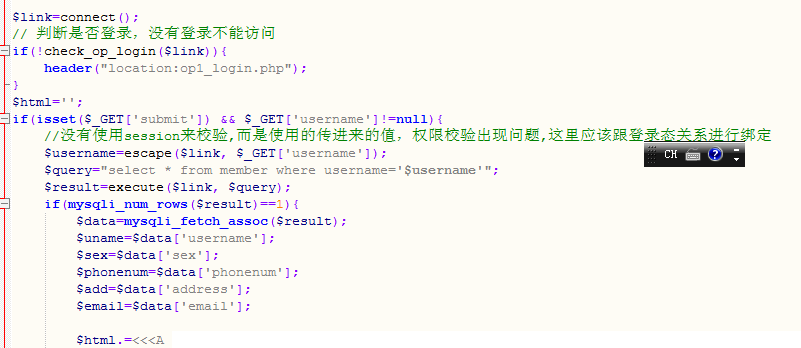 $link=connect();
// 判断是否登录，没有登录不能访问
if(!check_op_login($link)){
    header("location:op1_login.php");
}
$html='';
if(isset($_GET['submit']) && $_GET['username']!=null){
    //没有使用session来校验,而是使用的传进来的值，权限校验出现问题,这里应该跟登录态关系进行绑定
    $username=escape($link, $_GET['username']);
    $query="select * from member where username='$username'";
CH
    $result=execute($link, $query);
    if(mysqli_num_rows($result)==1){
        $data=mysqli_fetch_assoc($result);
        $uname=$data['username'];
        $sex=$data['sex'];
        $phonenum=$data['phonenum'];
        $add=$data['address'];
        $email=$data['email'];
        $html.=<<<A